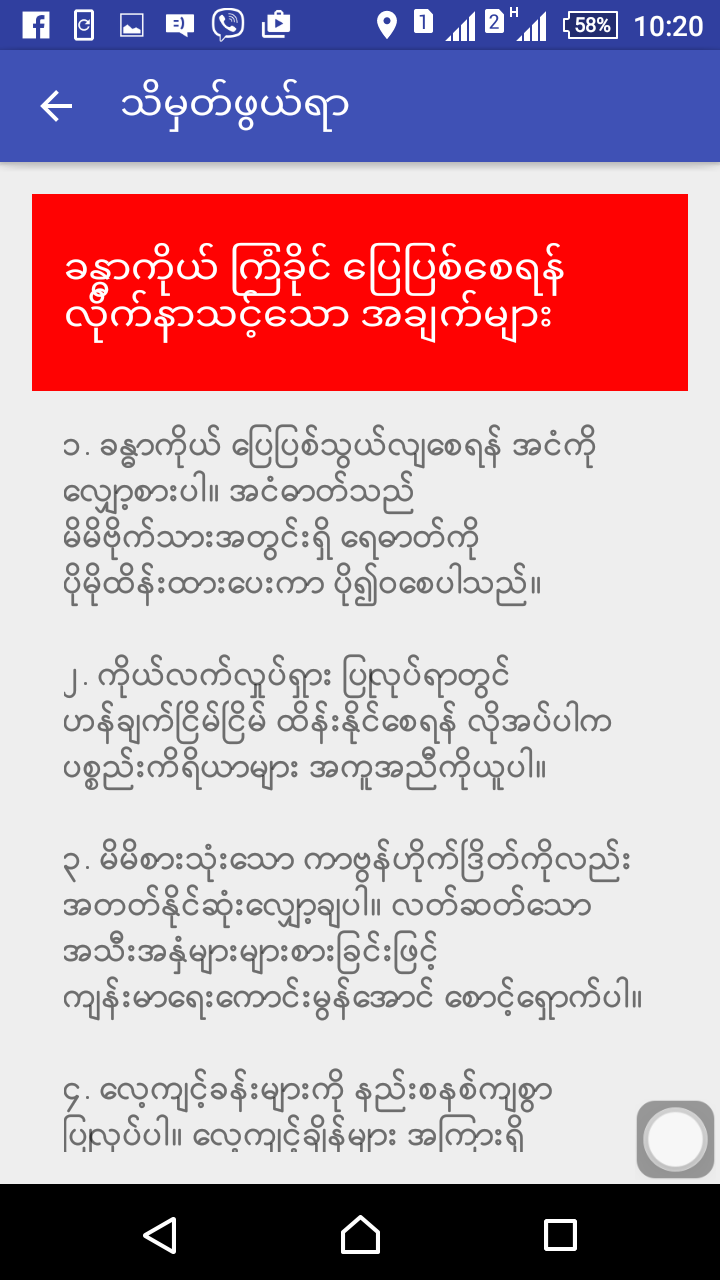 1 2 H 58% 10:20
သိမှတ်ဖွယ်ရာ
ခန္ဓာကိုယ် ကြံ့ခိုင် ပြေပြစ်စေရန်
လိုက်နာသင့်သော အချက်များ
၁. ခန္ဓာကိုယ် ပြေပြစ်သွယ်လျစေရန် အငံကို
လျှော့စားပါ။ အငံဓာတ်သည်
မိမိဗိုက်သားအတွင်းရှိ ရေဓာတ်ကို
ပိုမိုထိန်းထားပေးကာ ပို၍ဝစေပါသည်။
၂. ကိုယ်လက်လှုပ်ရှား ပြုလုပ်ရာတွင်
ဟန်ချက်ငြိမ်ငြိမ် ထိန်းနိုင်စေရန် လိုအပ်ပါက
ပစ္စည်းကိရိယာများ အကူအညီကိုယူပါ။
၃. မိမိစားသုံးသော ကာဗွန်ဟိုက်ဒြိတ်ကိုလည်း
အတတ်နိုင်ဆုံးလျှော့ချပါ။ လတ်ဆတ်သော
အသီးအနှံများများစားခြင်းဖြင့်
ကျန်းမာရေးကောင်းမွန်အောင် စောင့်ရှောက်ပါ။
၄. လေ့ကျင့်ခန်းများကို နည်းစနစ်ကျစွာ
ပြုလုပ်ပါ။ လေ့ကျင့်ချိန်များ အကြားရှိ